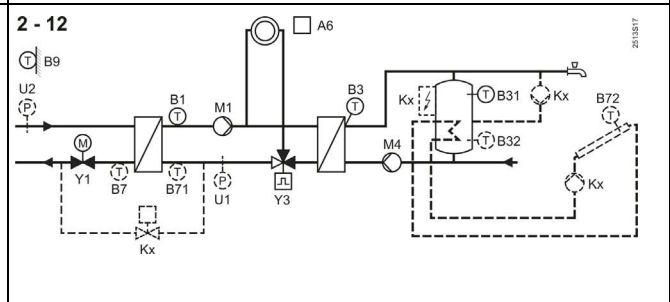 2 - 12
A6
2513S17
T B9
U2
P
B1
T
M1
B3
T
Kx
T B31
Kx
B72
T
M
Y1
T
B7
T
B71
P
U1
Y3
M4
T B32
Kx
Kx